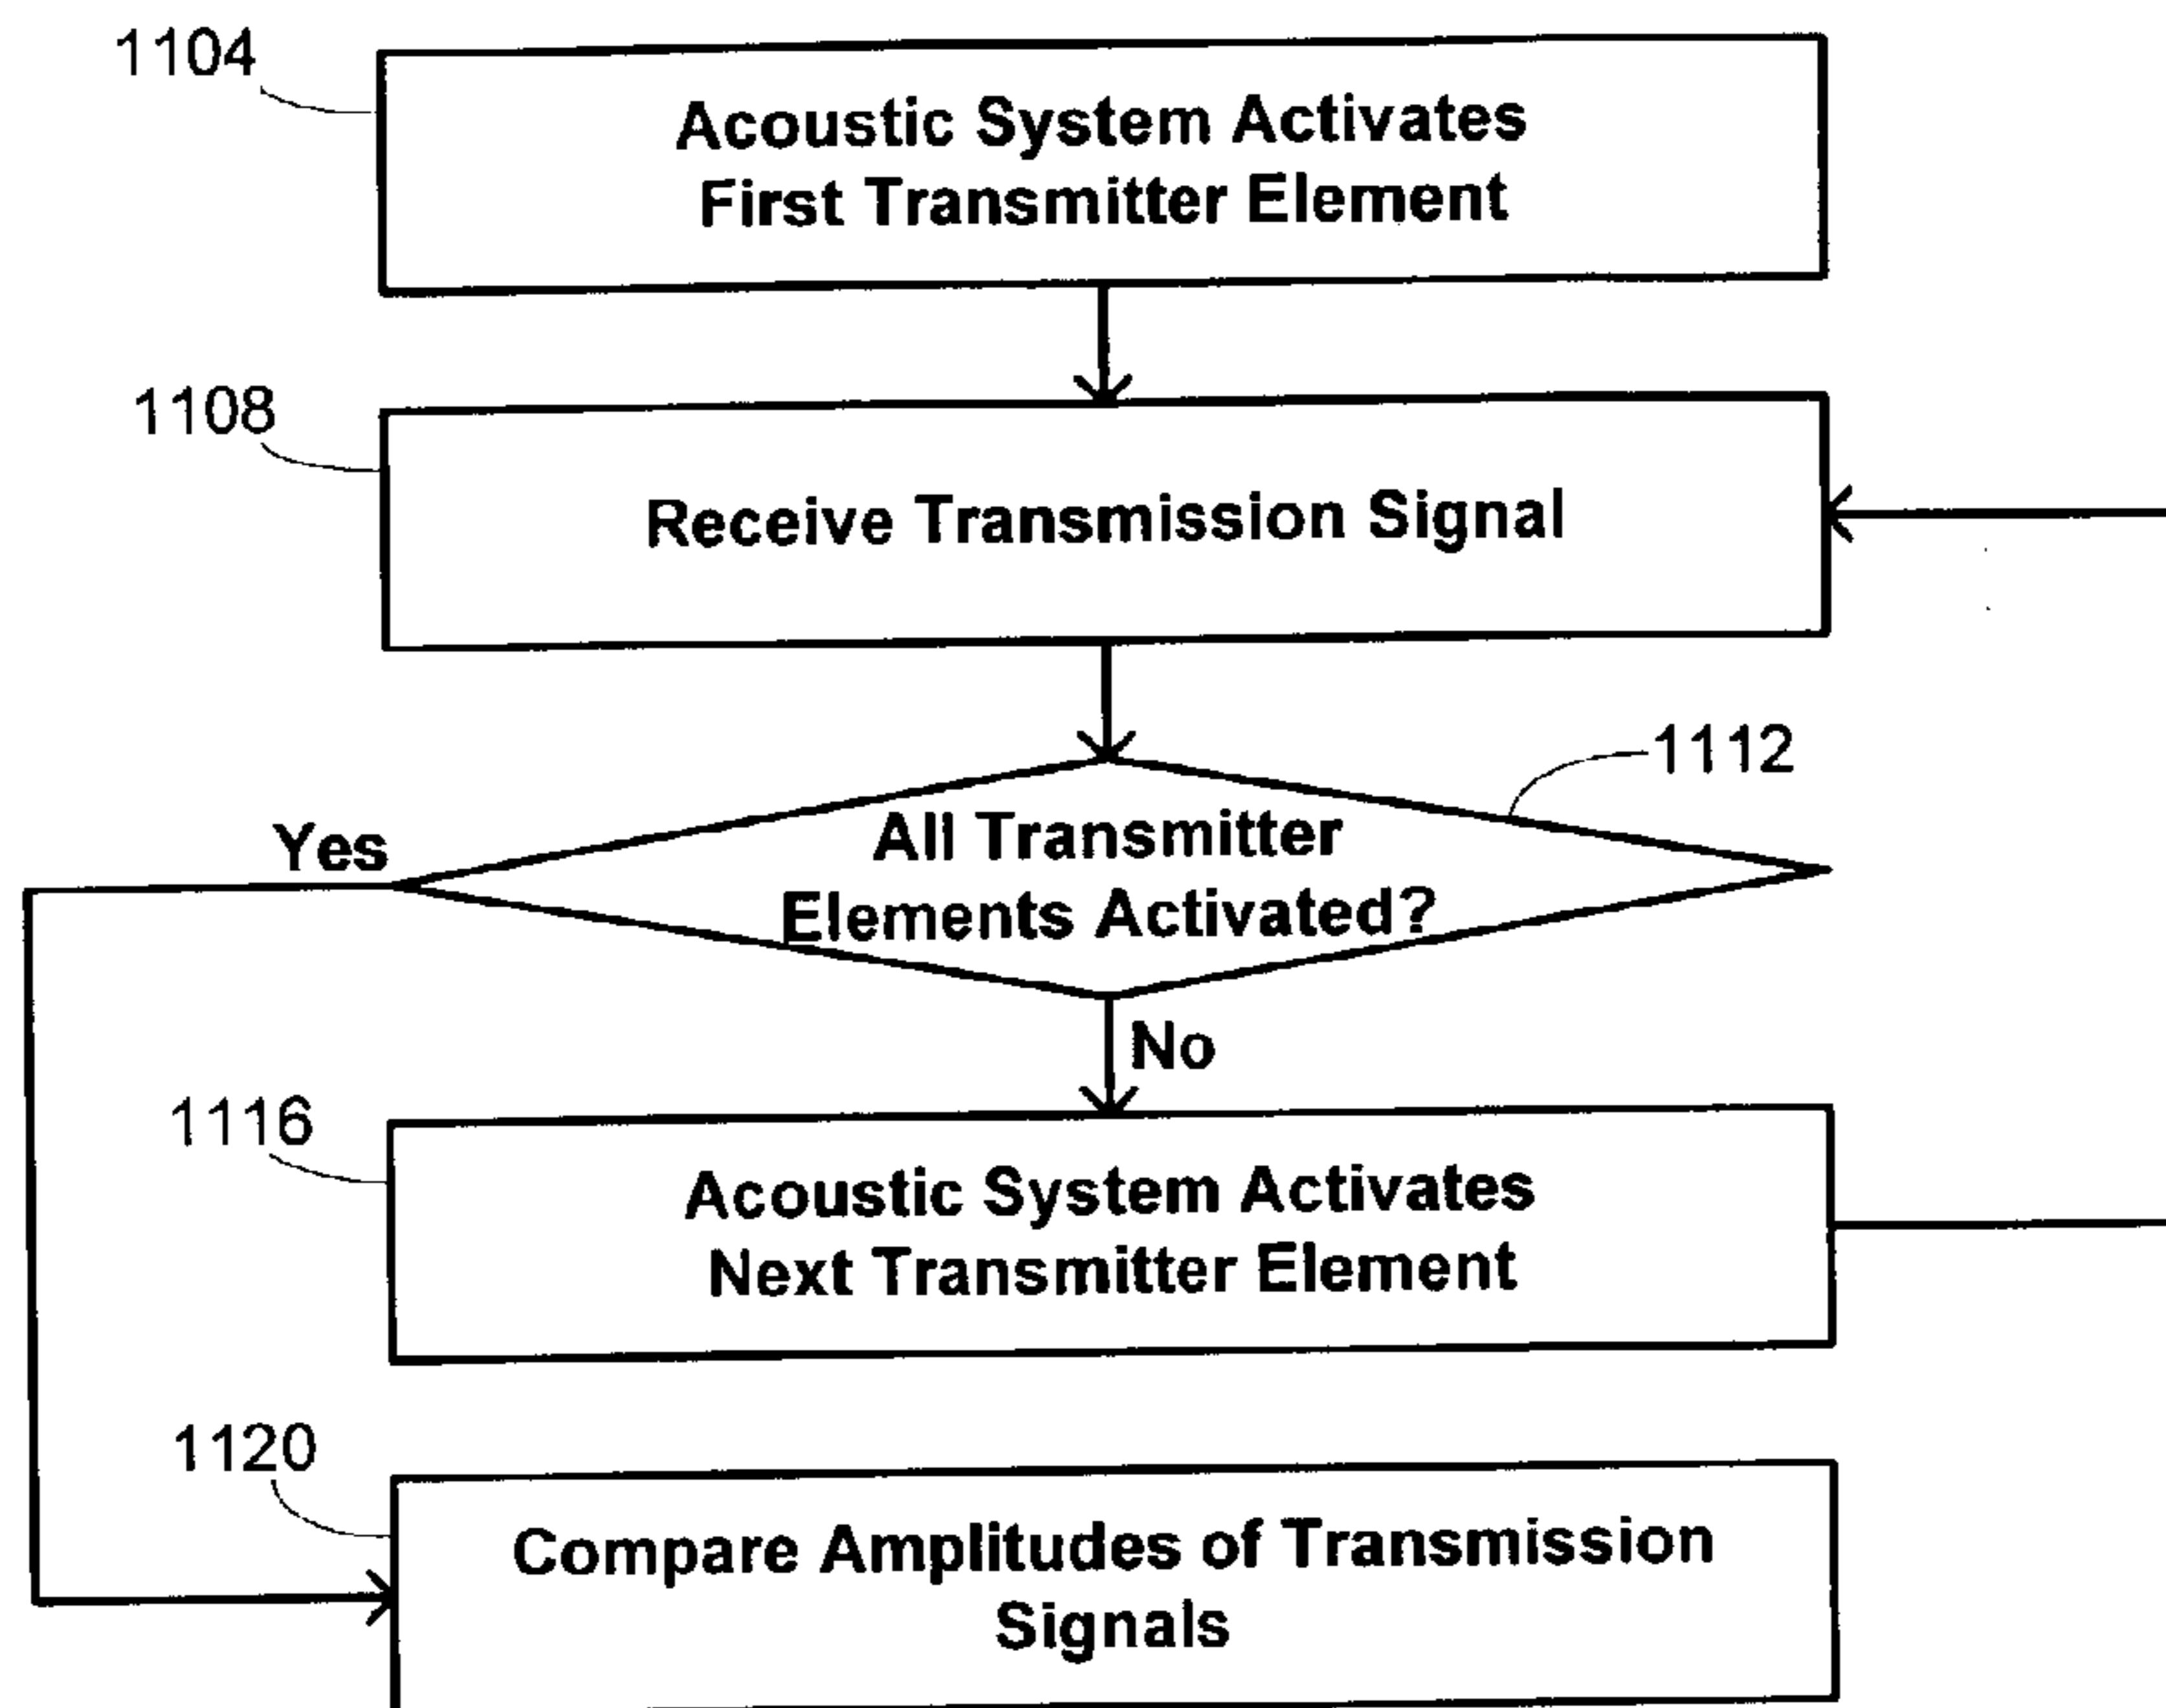 1104
Acoustic System Activates
First Transmitter Element
1108
Receive Transmission Signal
1112
All Transmitter
Elements Activated?
Yes
No
1116
Acoustic System Activates
Next Transmitter Element
1120
Compare Amplitudes of Transmission
Signals